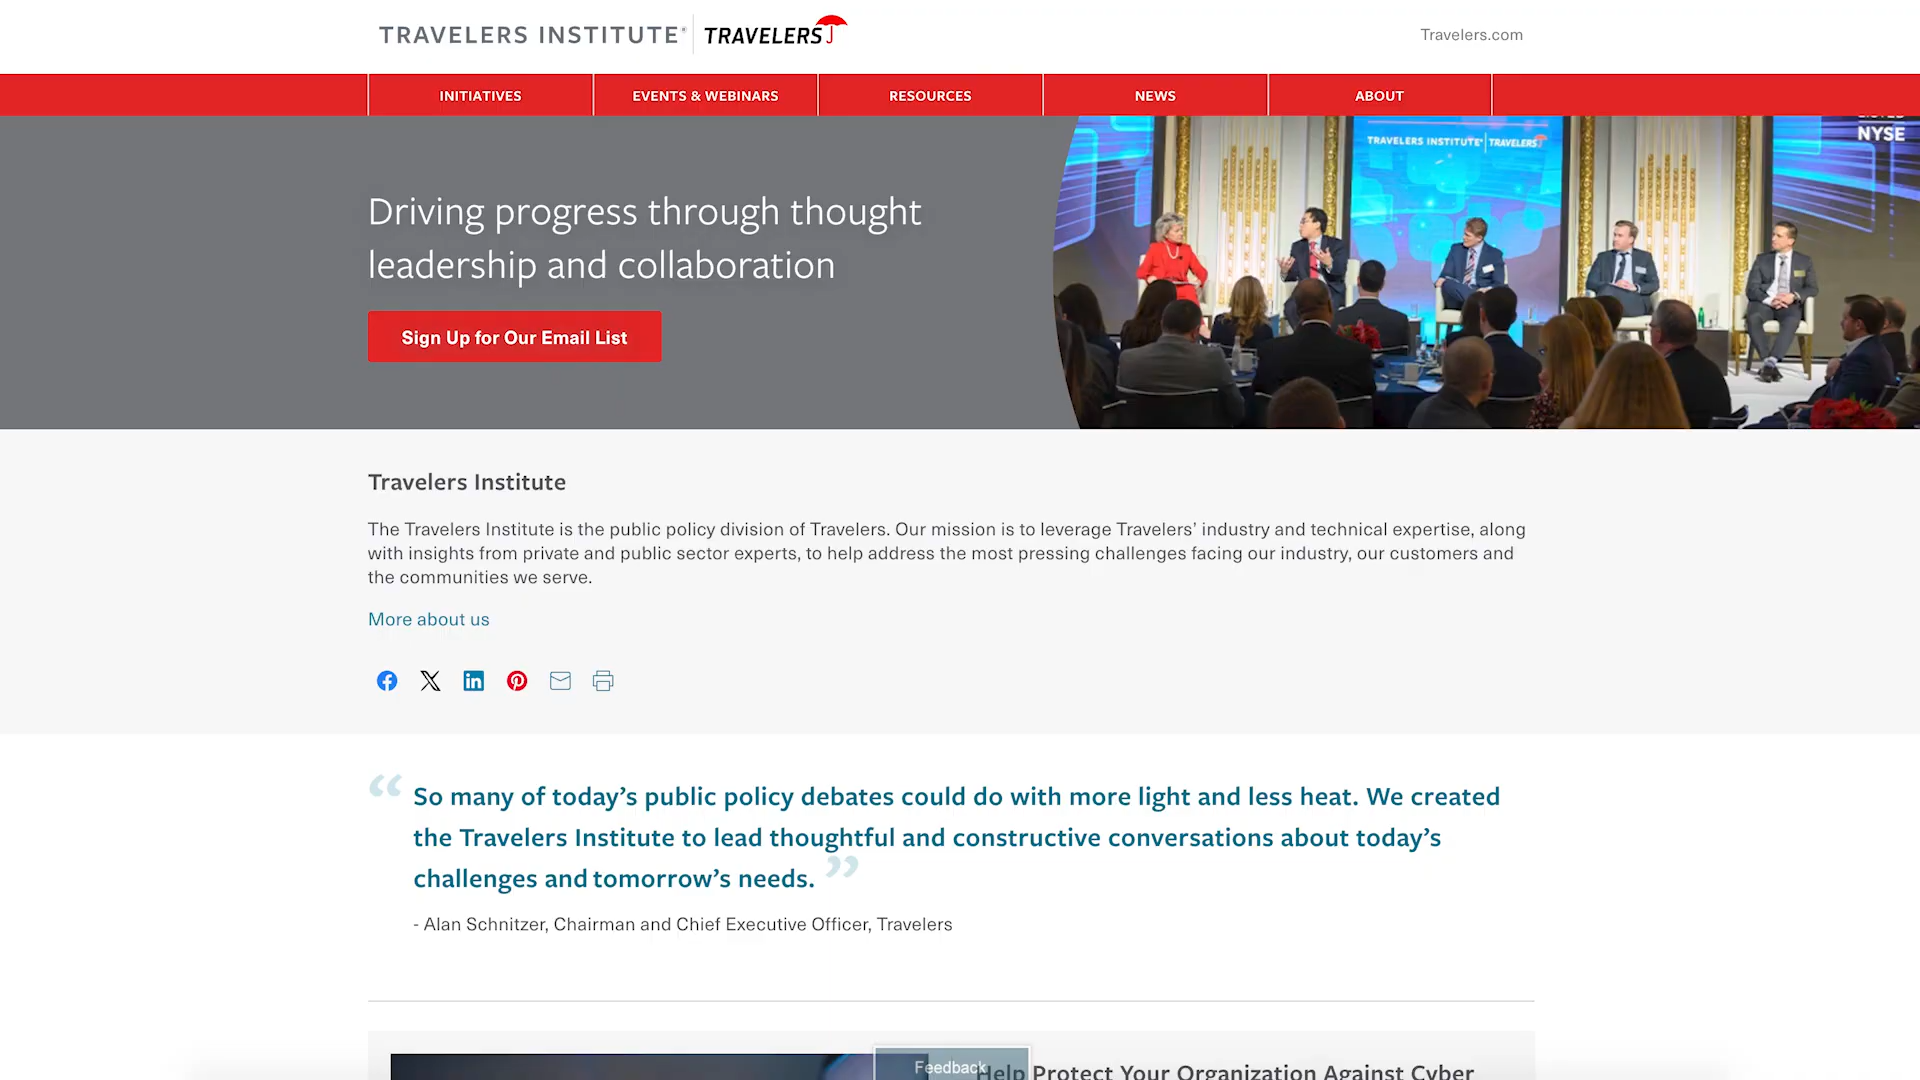 TRAVELERS INSTITUTE® TRAVELERS
Travelers.com
INITIATIVES
EVENTS & WEBINARS
RESOURCES
NEWS
ABOUT
NYSE
TRAVELERS INSTITUTE® TRAVELERS
Driving progress through thought
leadership and collaboration
Sign Up for Our Email List
Travelers Institute
The Travelers Institute is the public policy division of Travelers. Our mission is to leverage Travelers’ industry and technical expertise, along
with insights from private and public sector experts, to help address the most pressing challenges facing our industry, our customers and
the communities we serve.
More about us
“ So many of today’s public policy debates could do with more light and less heat. We created
the Travelers Institute to lead thoughtful and constructive conversations about today’s
challenges and tomorrow’s needs. ”
- Alan Schnitzer, Chairman and Chief Executive Officer, Travelers
Feedback
Help Protect Your Organization Against Cyber